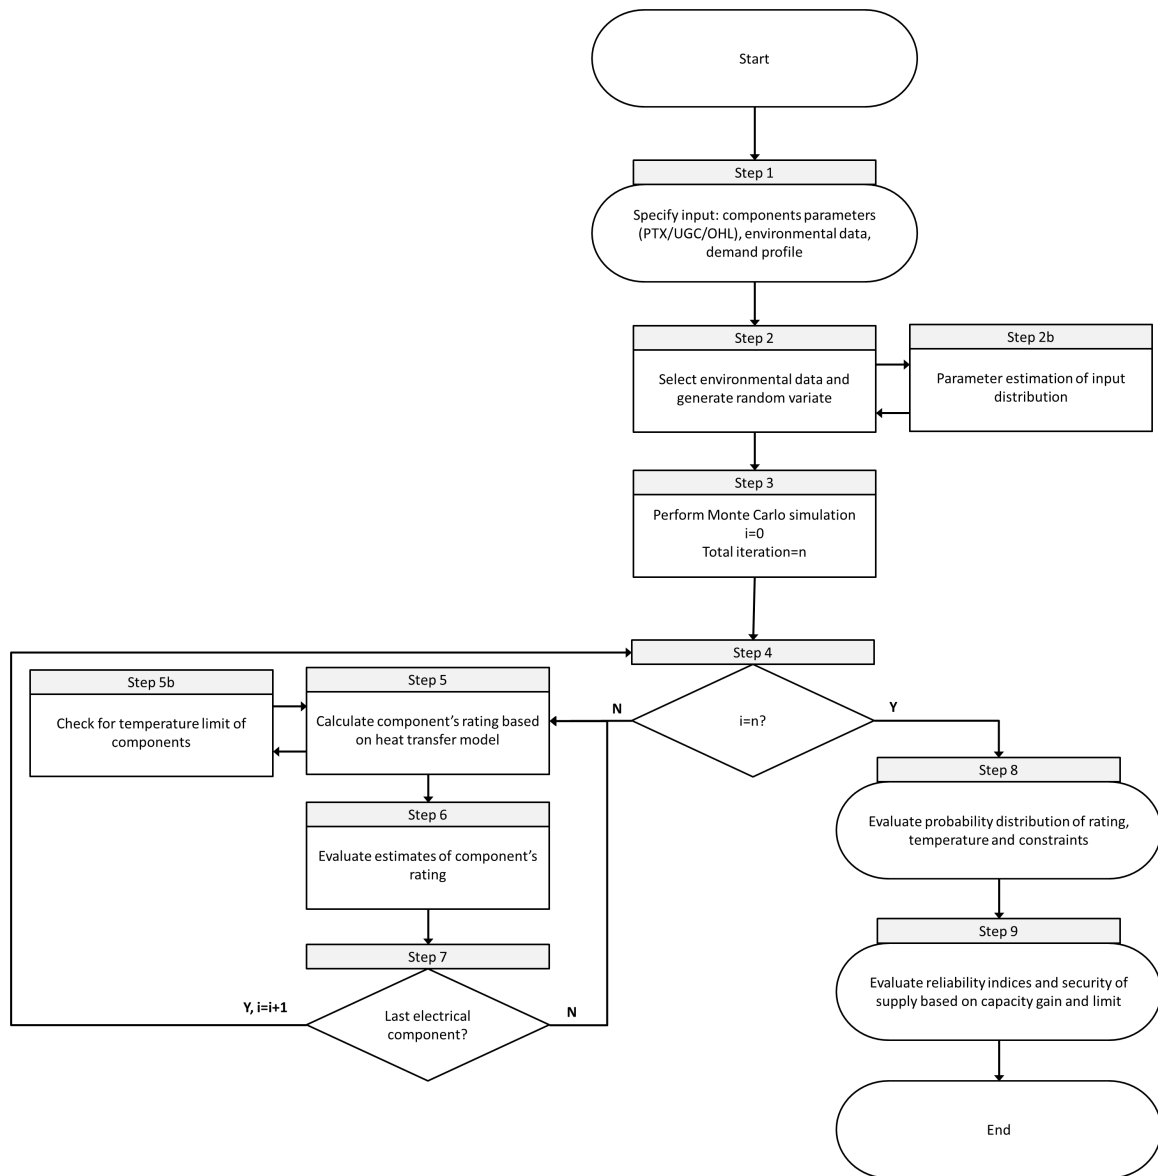 Start
Step 1
Specify input: components parameters
(PTX/UGC/OHL), environmental data,
demand profile
Step 2
Select environmental data and
generate random variate
Step 2b
Parameter estimation of input
distribution
Step 3
Perform Monte Carlo simulation
i=0
Total iteration=n
Step 4
i=n?
N
Y
Step 5b
Check for temperature limit of
components
Step 5
Calculate component’s rating based
on heat transfer model
Step 6
Evaluate estimates of component’s
rating
Step 7
Last electrical
component?
Y, i=i+1
N
Step 8
Evaluate probability distribution of rating,
temperature and constraints
Step 9
Evaluate reliability indices and security of
supply based on capacity gain and limit
End